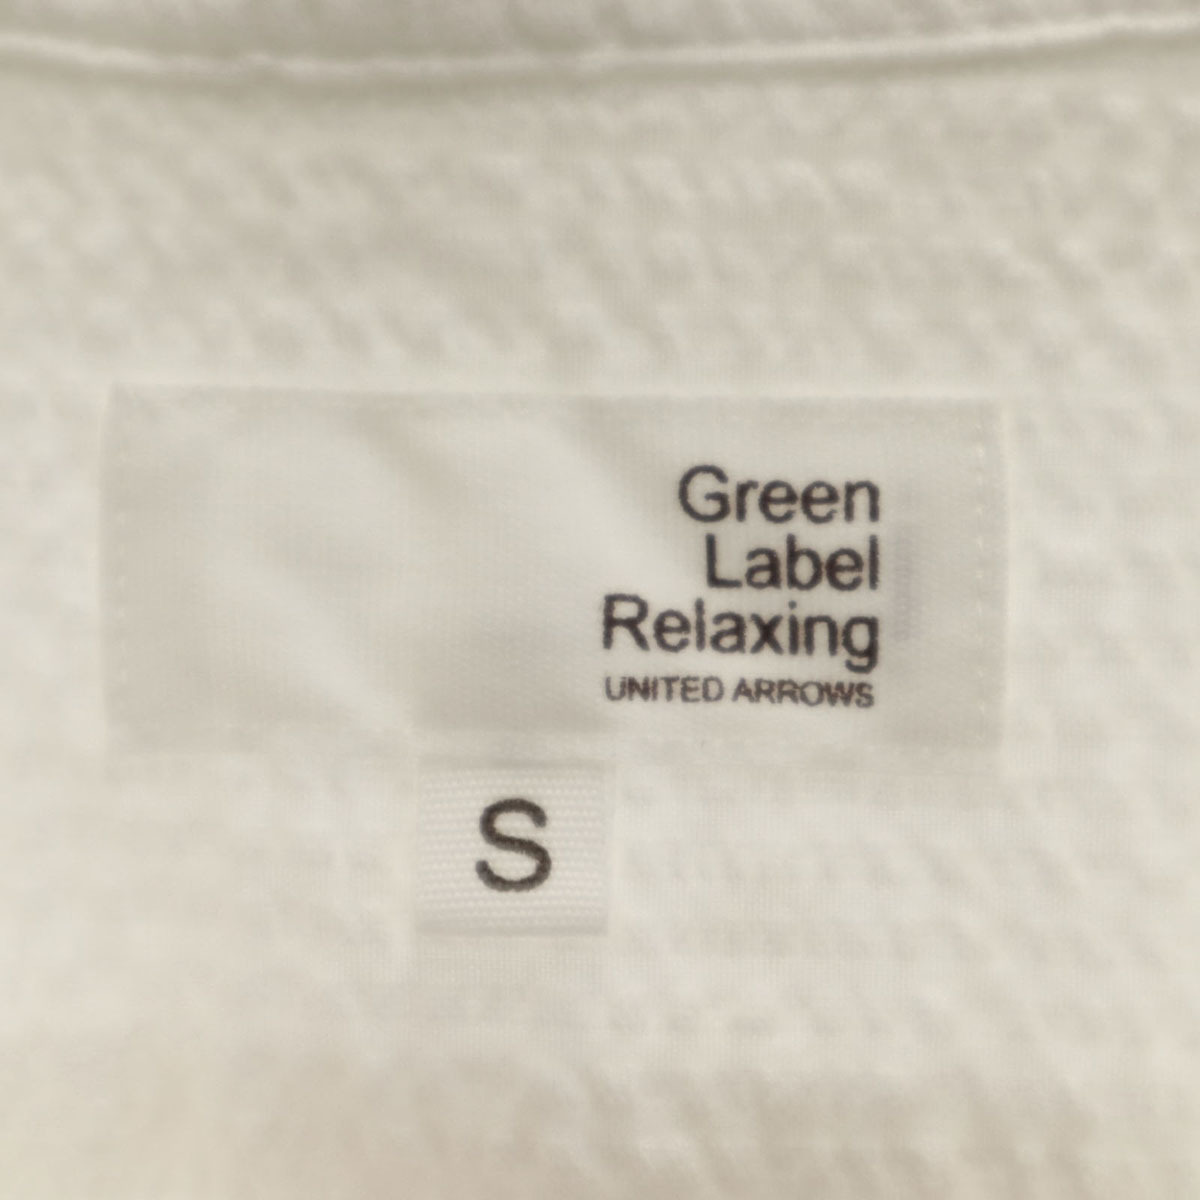 Green
Label
Relaxing
UNITED ARROWS
S